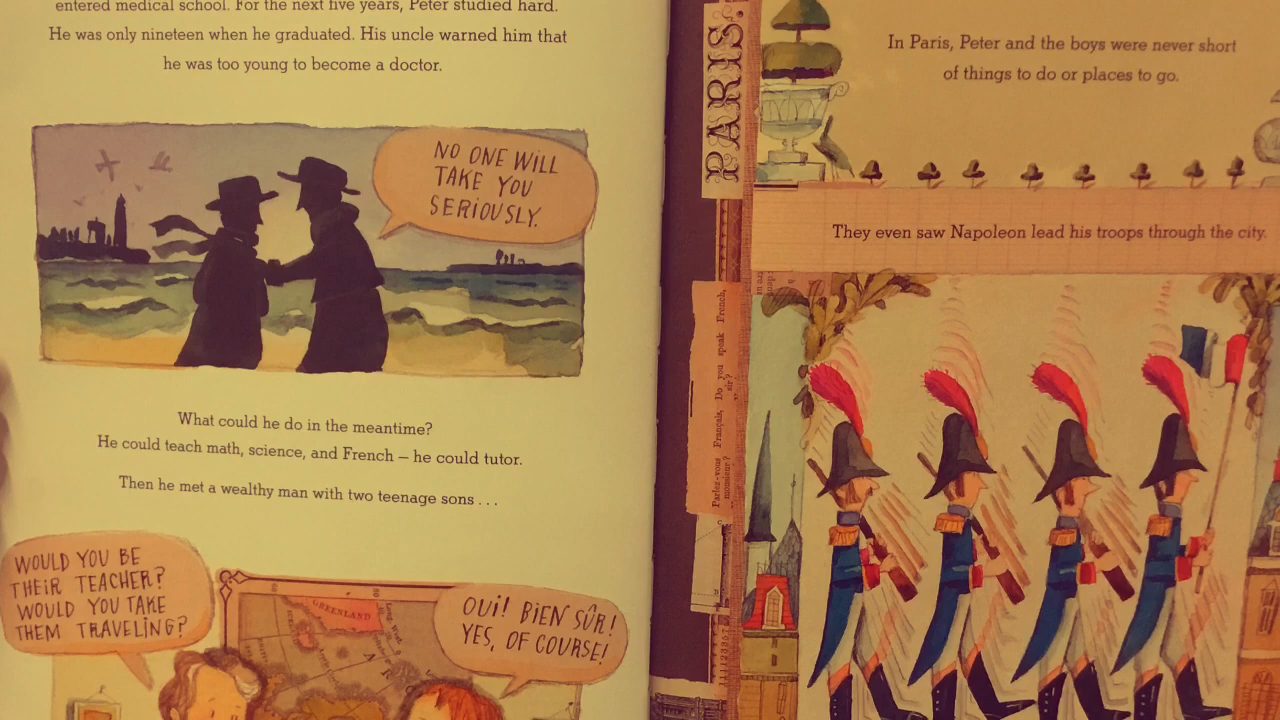 entered medical school. For the next five years, Peter studied hard.
He was only nineteen when he graduated. His uncle warned him that
he was too young to become a doctor.
NO ONE WILL
TAKE YOU
SERIOUSLY.
What could he do in the meantime?
He could teach math, science, and French – he could tutor.
Then he met a wealthy man with two teenage sons . . .
WOULD YOU BE
THEIR TEACHER?
WOULD YOU TAKE
THEM TRAVELING?
GREENLAND
OUI! BIEN SÛR!
YES, OF COURSE!
PARIS.
In Paris, Peter and the boys were never short
of things to do or places to go.
They even saw Napoleon lead his troops through the city.
Parlez-vous Français, Do you speak French,
monsieur? sir?